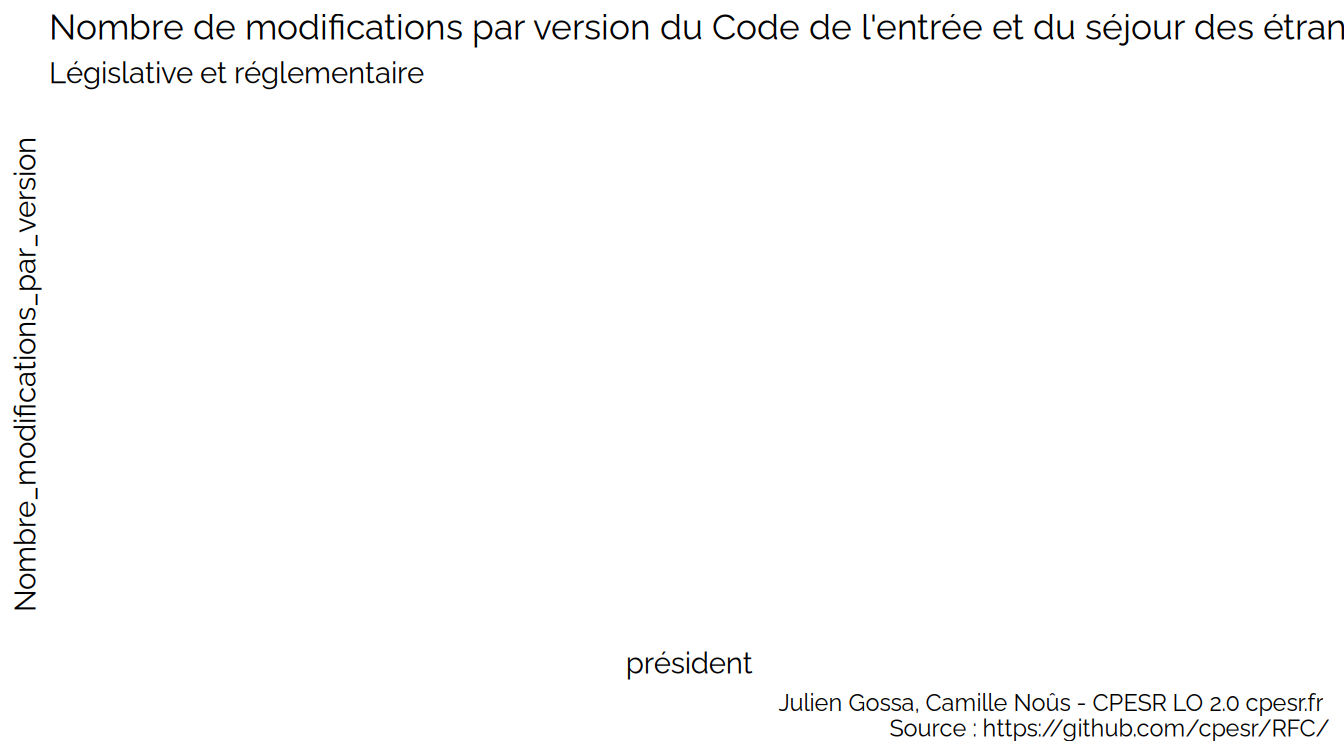 Nombre de modifications par version du Code de l'entrée et du séjour des étran
Législative et réglementaire
Nombre_modifications_par_version
président
Julien Gossa, Camille Noûs - CPESR LO 2.0 cpesr.fr
Source : https://github.com/cpesr/RFC/